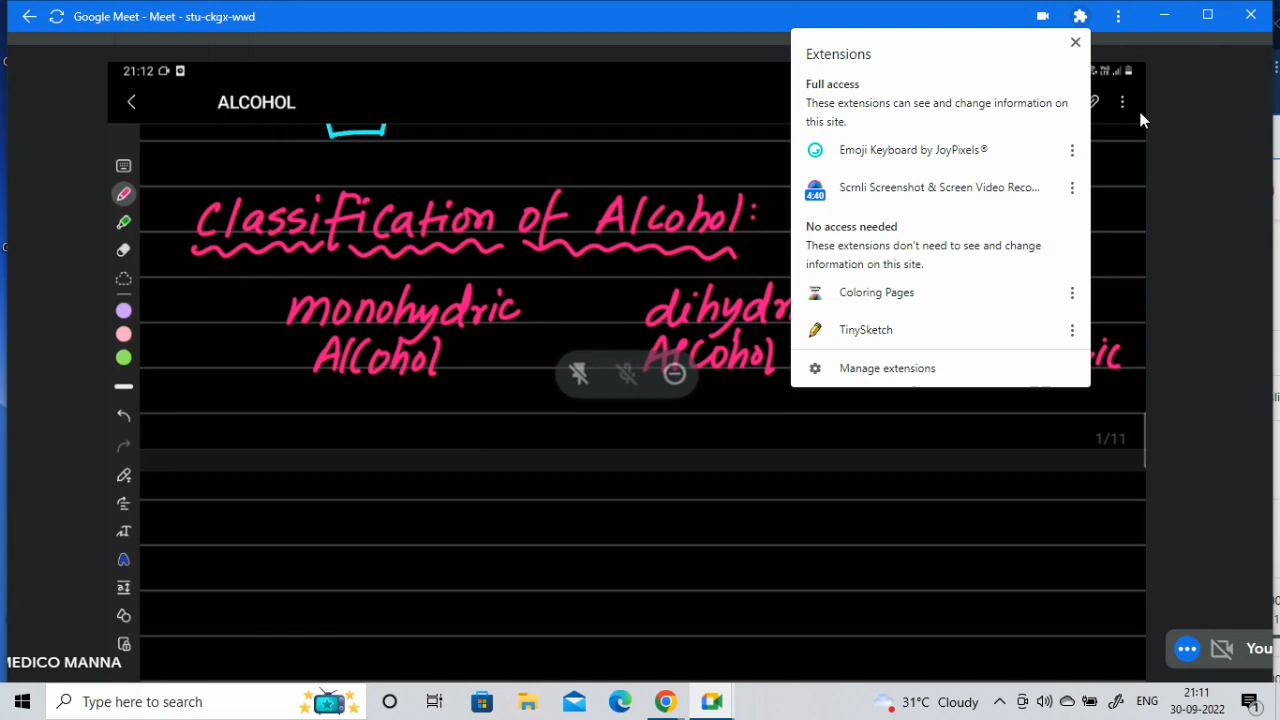 Google Meet - Meet - stu-ckgx-wwd
21:12
ALCOHOL
Classification of Alcohol:
monohydric
Alcohol
Alcohol
ric
1/11
Extensions
Full access
These extensions can see and change information on
this site.
Emoji Keyboard by JoyPixels®
4:40
Scrnli Screenshot & Screen Video Reco...
No access needed
These extensions don't need to see and change
information on this site.
Coloring Pages
TinySketch
Manage extensions
MEDICO MANNA
You
Type here to search
31°C Cloudy
ENG
21:11
30-09-2022
1